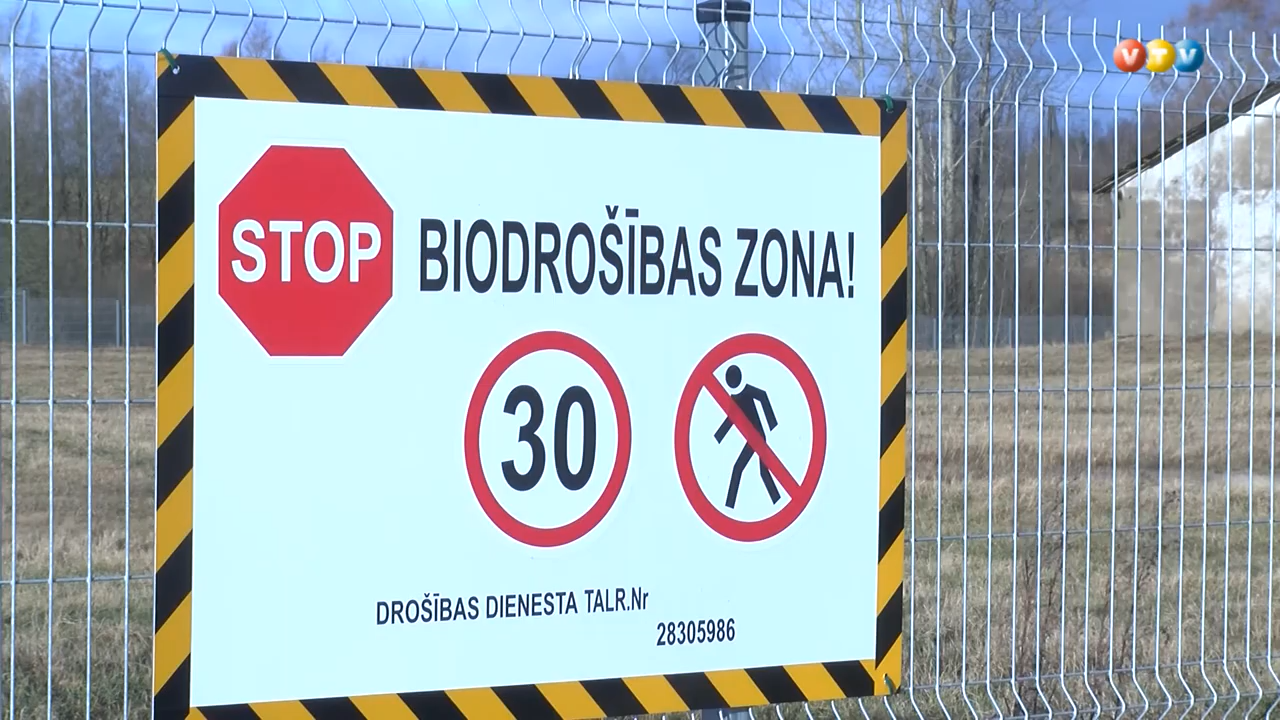 VTV
STOP
BIODROŠĪBAS ZONA!
30
DROŠĪBAS DIENESTA TALR.Nr
28305986